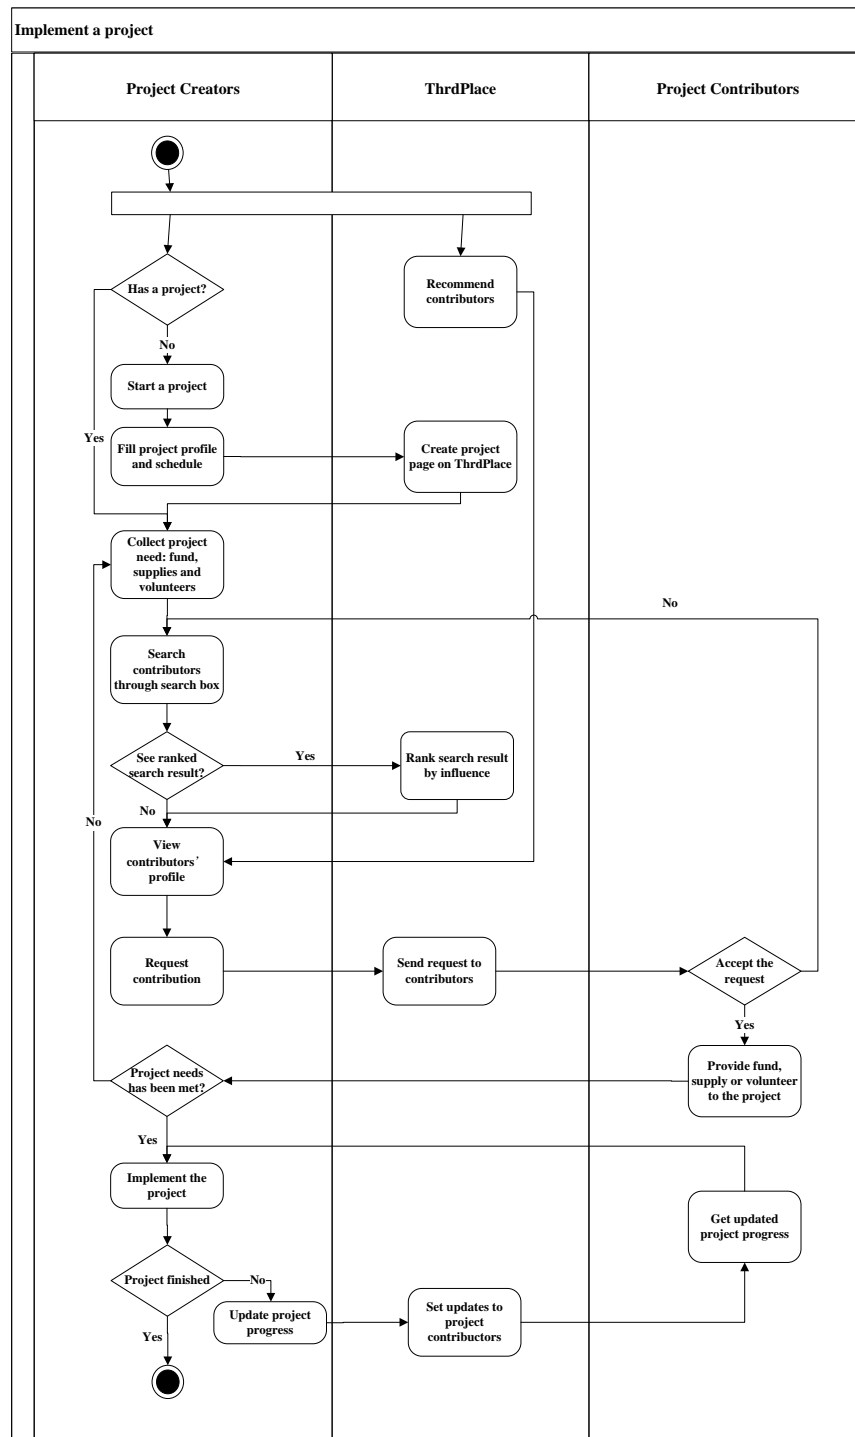 Implement a project
Project Creators
ThrdPlace
Project Contributors
Has a project?
Recommend
contributors
No
Start a project
Yes
Fill project profile
and schedule
Create project
page on ThrdPlace
Collect project
need: fund,
supplies and
volunteers
No
Search
contributors
through search box
See ranked
search result?
Yes
Rank search result
by influence
No
No
View
contributors’
profile
Request
contribution
Send request to
contributors
Accept the
request
Yes
Project needs
has been met?
Provide fund,
supply or volunteer
to the project
Yes
Implement the
project
Get updated
project progress
Project finished
No
Update project
progress
Set updates to
project
contribuctors
Yes